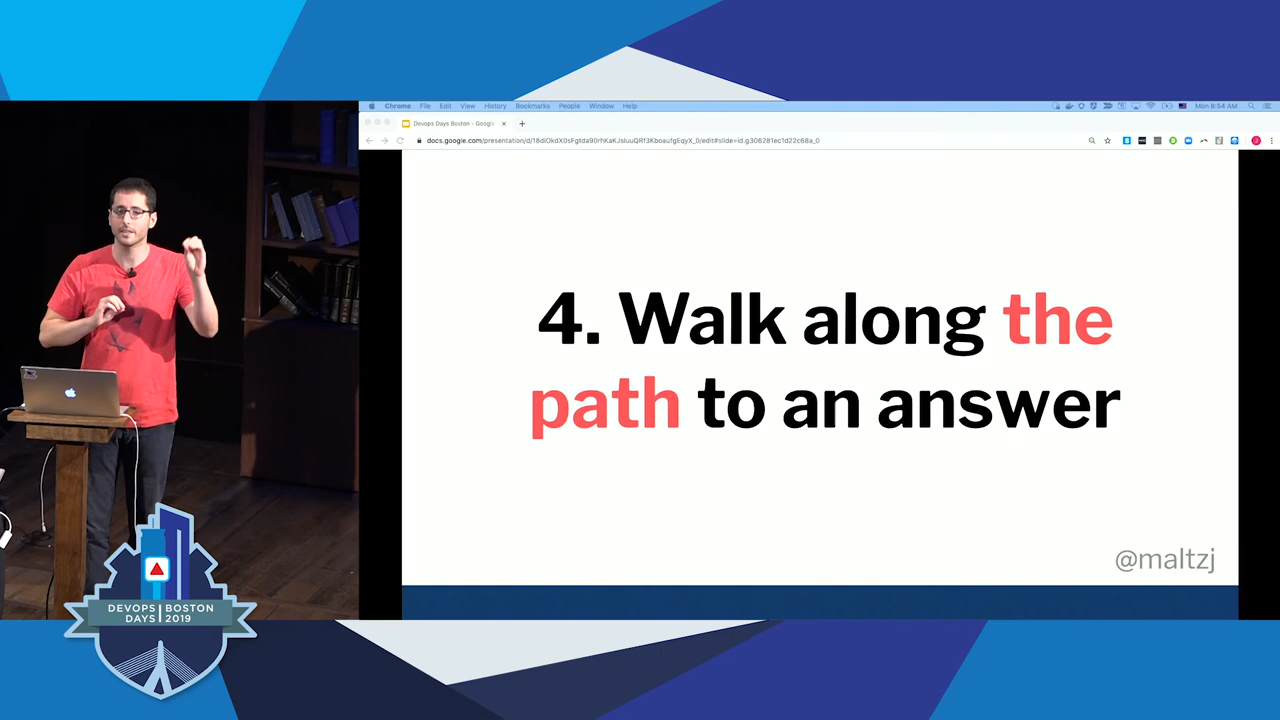 Chrome File Edit View History Bookmarks People Window Help
Mon 8:54 AM
Devops Days Boston - Google
4. Walk along the
path to an answer
@maltzj
DEVOPS BOSTON
DAYS 2019